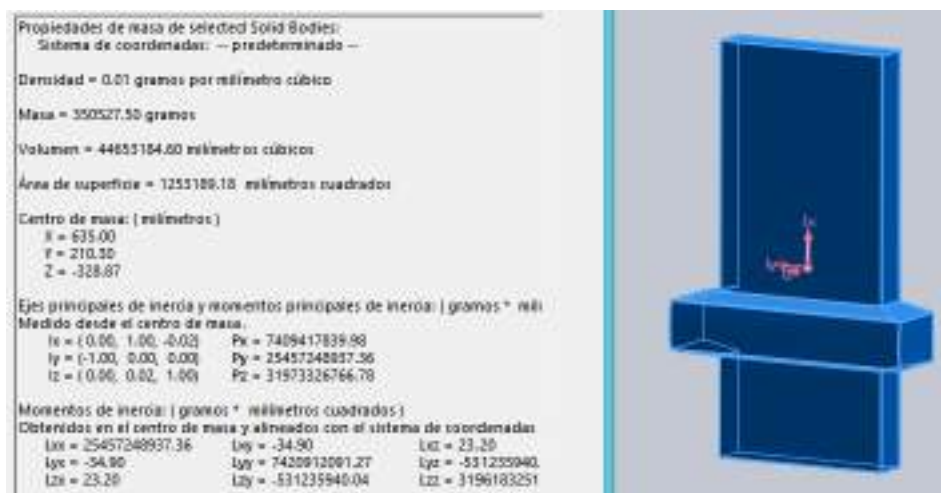 Propiedades de masa de selected Solid Bodies:
Sistema de coordenadas: -- predeterminado --
Densidad = 0.01 gramos por milímetro cúbico
Masa = 350527.50 gramos
Volumen = 44653184.60 milímetros cúbicos
Área de superficie = 1253189.18 milímetros cuadrados
Centro de masa: ( milímetros )
X = 635.00
Y = 210.50
Z = -328.87
Ejes principales de inercia y momentos principales de inercia: ( gramos * mili
Medido desde el centro de masa.
Ix = ( 0.00, 1.00, -0.02) Px = 7409417839.98
Iy = (-1.00, 0.00, 0.00) Py = 25457248937.36
Iz = ( 0.00, 0.02, 1.00) Pz = 31973326766.78
Momentos de inercia: ( gramos * milímetros cuadrados )
Obtenidos en el centro de masa y alineados con el sistema de coordenadas
Lxx = 25457248937.36 Lxy = -34.90 Lxz = 23.20
Lyx = -34.90 Lyy = 7420912091.27 Lyz = -531235940.
Lzx = 23.20 Lzy = -531235940.04 Lzz = 3196183251